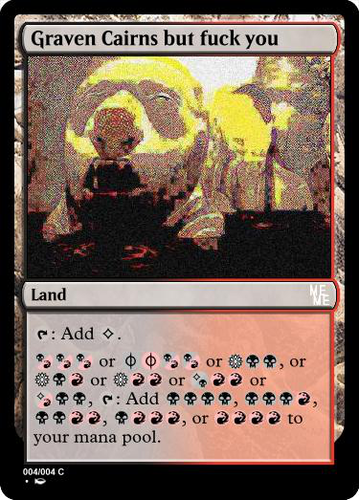 Graven Cairns but fuck you
Land
MEME
: Add .
or or , or
or or or
, : Add , ,
, , or to
your mana pool.
004/004 C